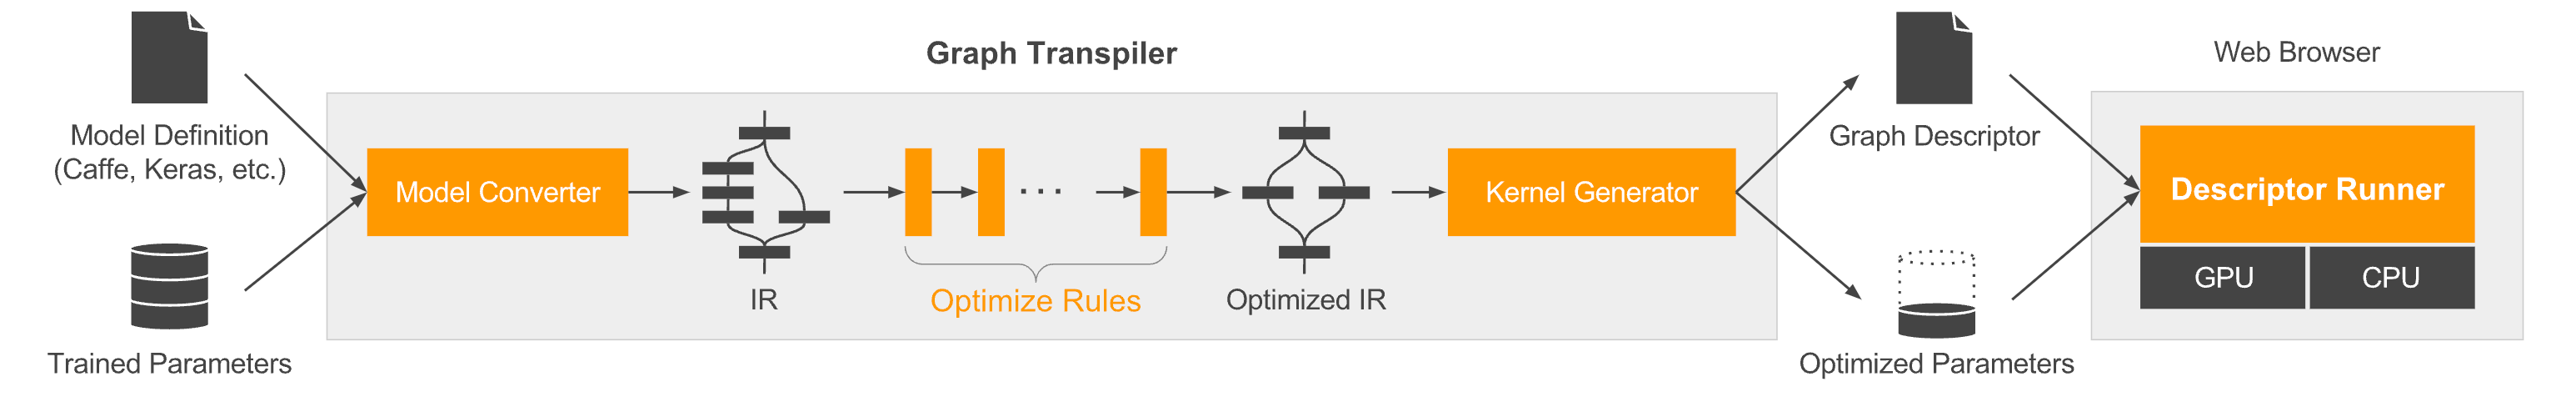 Graph Transpiler
Web Browser
Model Definition
(Caffe, Keras, etc.)
Trained Parameters
Model Converter
IR
Optimize Rules
Optimized IR
Kernel Generator
Graph Descriptor
Optimized Parameters
Descriptor Runner
GPU
CPU